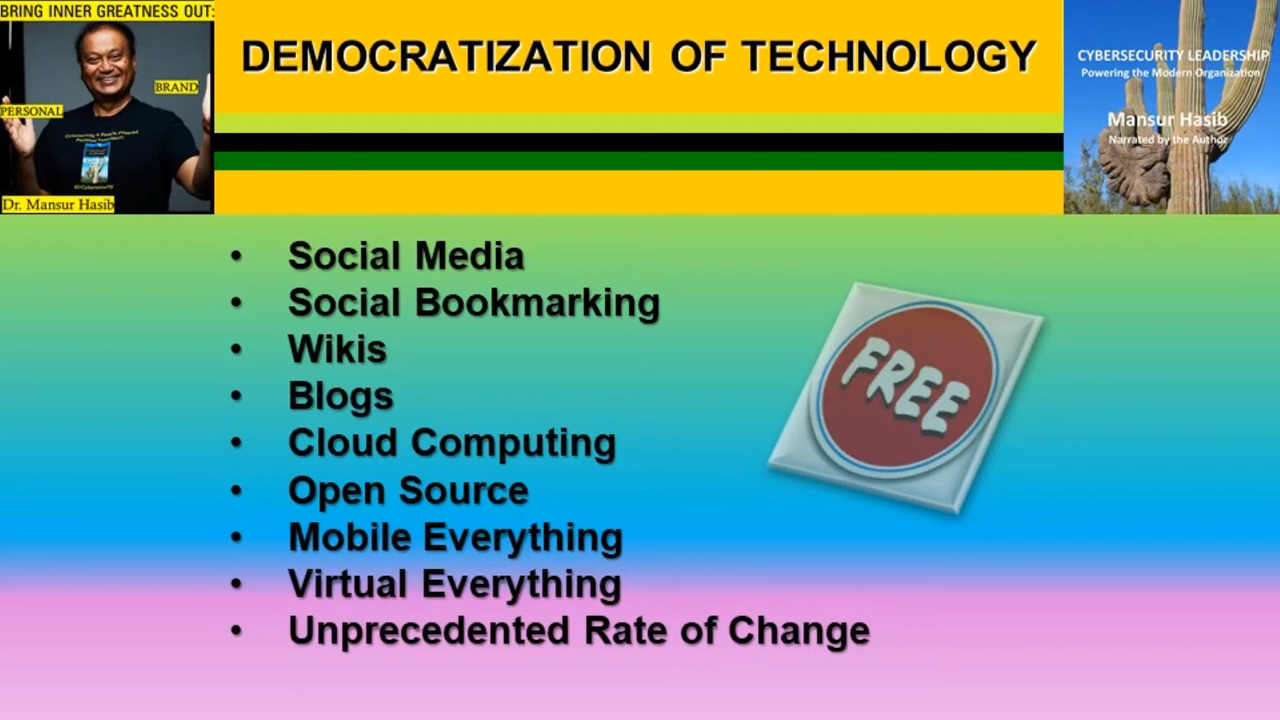 BRING INNER GREATNESS OUT:
BRAND
PERSONAL
Dr. Mansur Hasib
DEMOCRATIZATION OF TECHNOLOGY
CYBERSECURITY LEADERSHIP
Powering the Modern Organization
Mansur Hasib
Narrated by the Author
• Social Media
• Social Bookmarking
• Wikis
• Blogs
• Cloud Computing
• Open Source
• Mobile Everything
• Virtual Everything
• Unprecedented Rate of Change
FREE